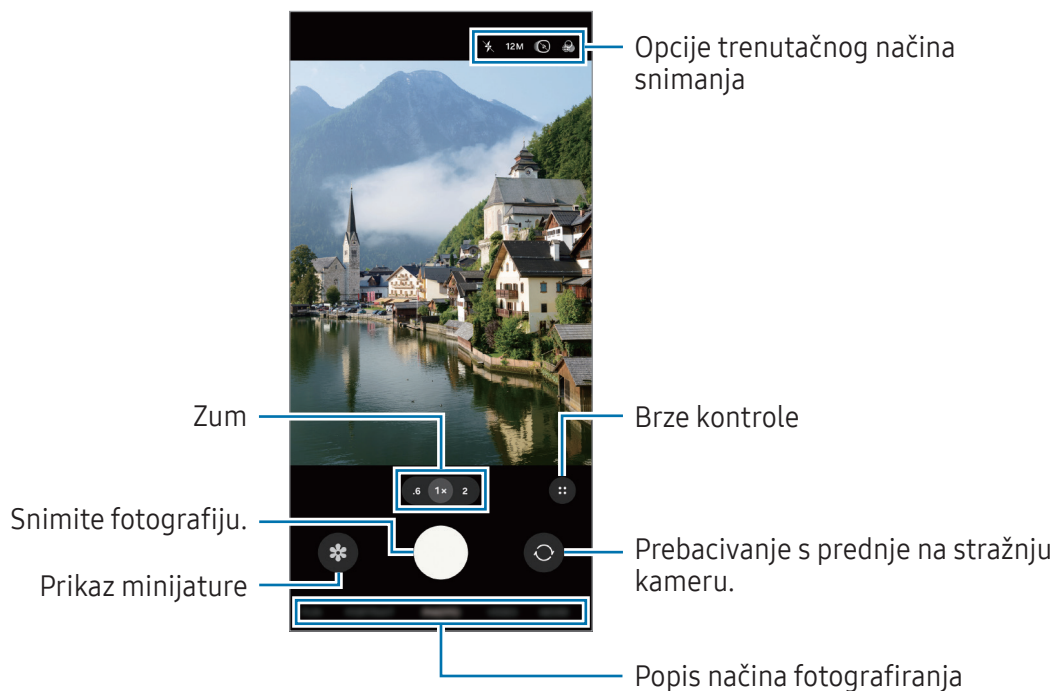 12M
Opcije trenutačnog načina
snimanja
Zum
Brze kontrole
.6 1× 2
Snimite fotografiju.
Prebacivanje s prednje na stražnju
kameru.
Prikaz minijature
Popis načina fotografiranja